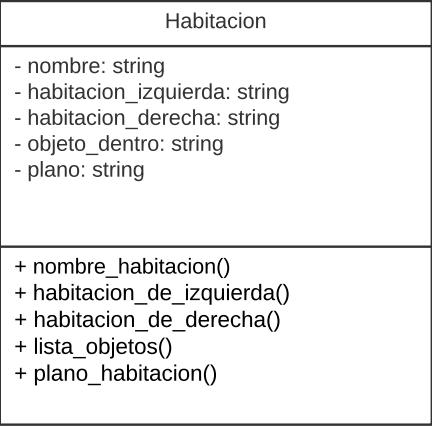 Habitacion
- nombre: string
- habitacion_izquierda: string
- habitacion_derecha: string
- objeto_dentro: string
- plano: string
+ nombre_habitacion()
+ habitacion_de_izquierda()
+ habitacion_de_derecha()
+ lista_objetos()
+ plano_habitacion()